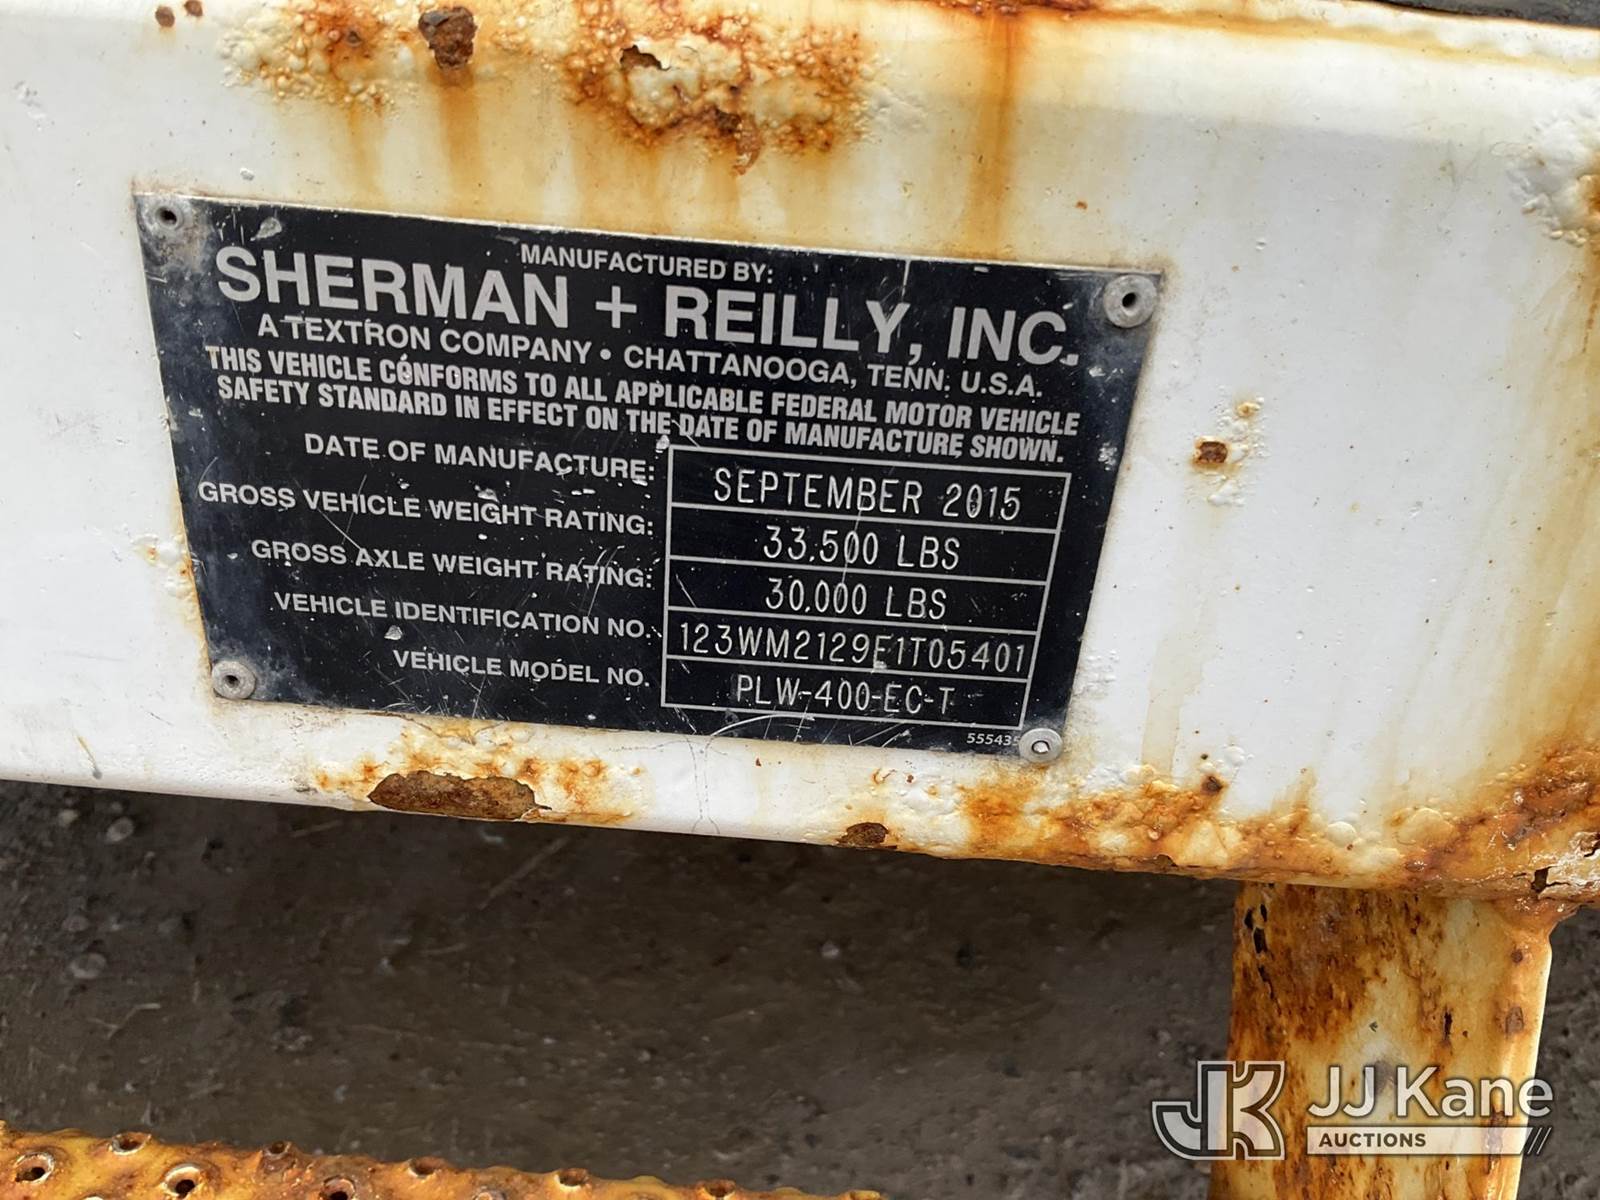 MANUFACTURED BY:
SHERMAN + REILLY, INC.
A TEXTRON COMPANY • CHATTANOOGA, TENN. U.S.A.
THIS VEHICLE CONFORMS TO ALL APPLICABLE FEDERAL MOTOR VEHICLE
SAFETY STANDARD IN EFFECT ON THE DATE OF MANUFACTURE SHOWN.
DATE OF MANUFACTURE: SEPTEMBER 2015
GROSS VEHICLE WEIGHT RATING: 33,500 LBS
GROSS AXLE WEIGHT RATING: 30,000 LBS
VEHICLE IDENTIFICATION NO. 123WM2129F1T05401
VEHICLE MODEL NO. PLW-400-EC-T
JK JJ Kane
AUCTIONS